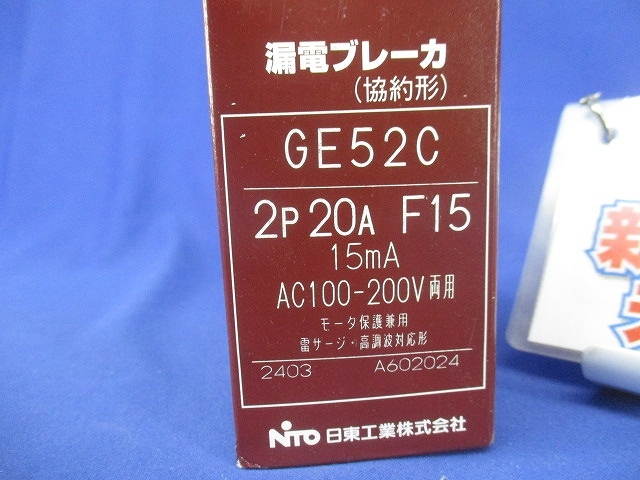 漏電ブレーカ
(協約形)
GE52C
2P 20A F15
15mA
AC100-200V両用
モータ保護兼用
雷サージ・高調波対応形
2403 A602024
NITO 日東工業株式会社
新